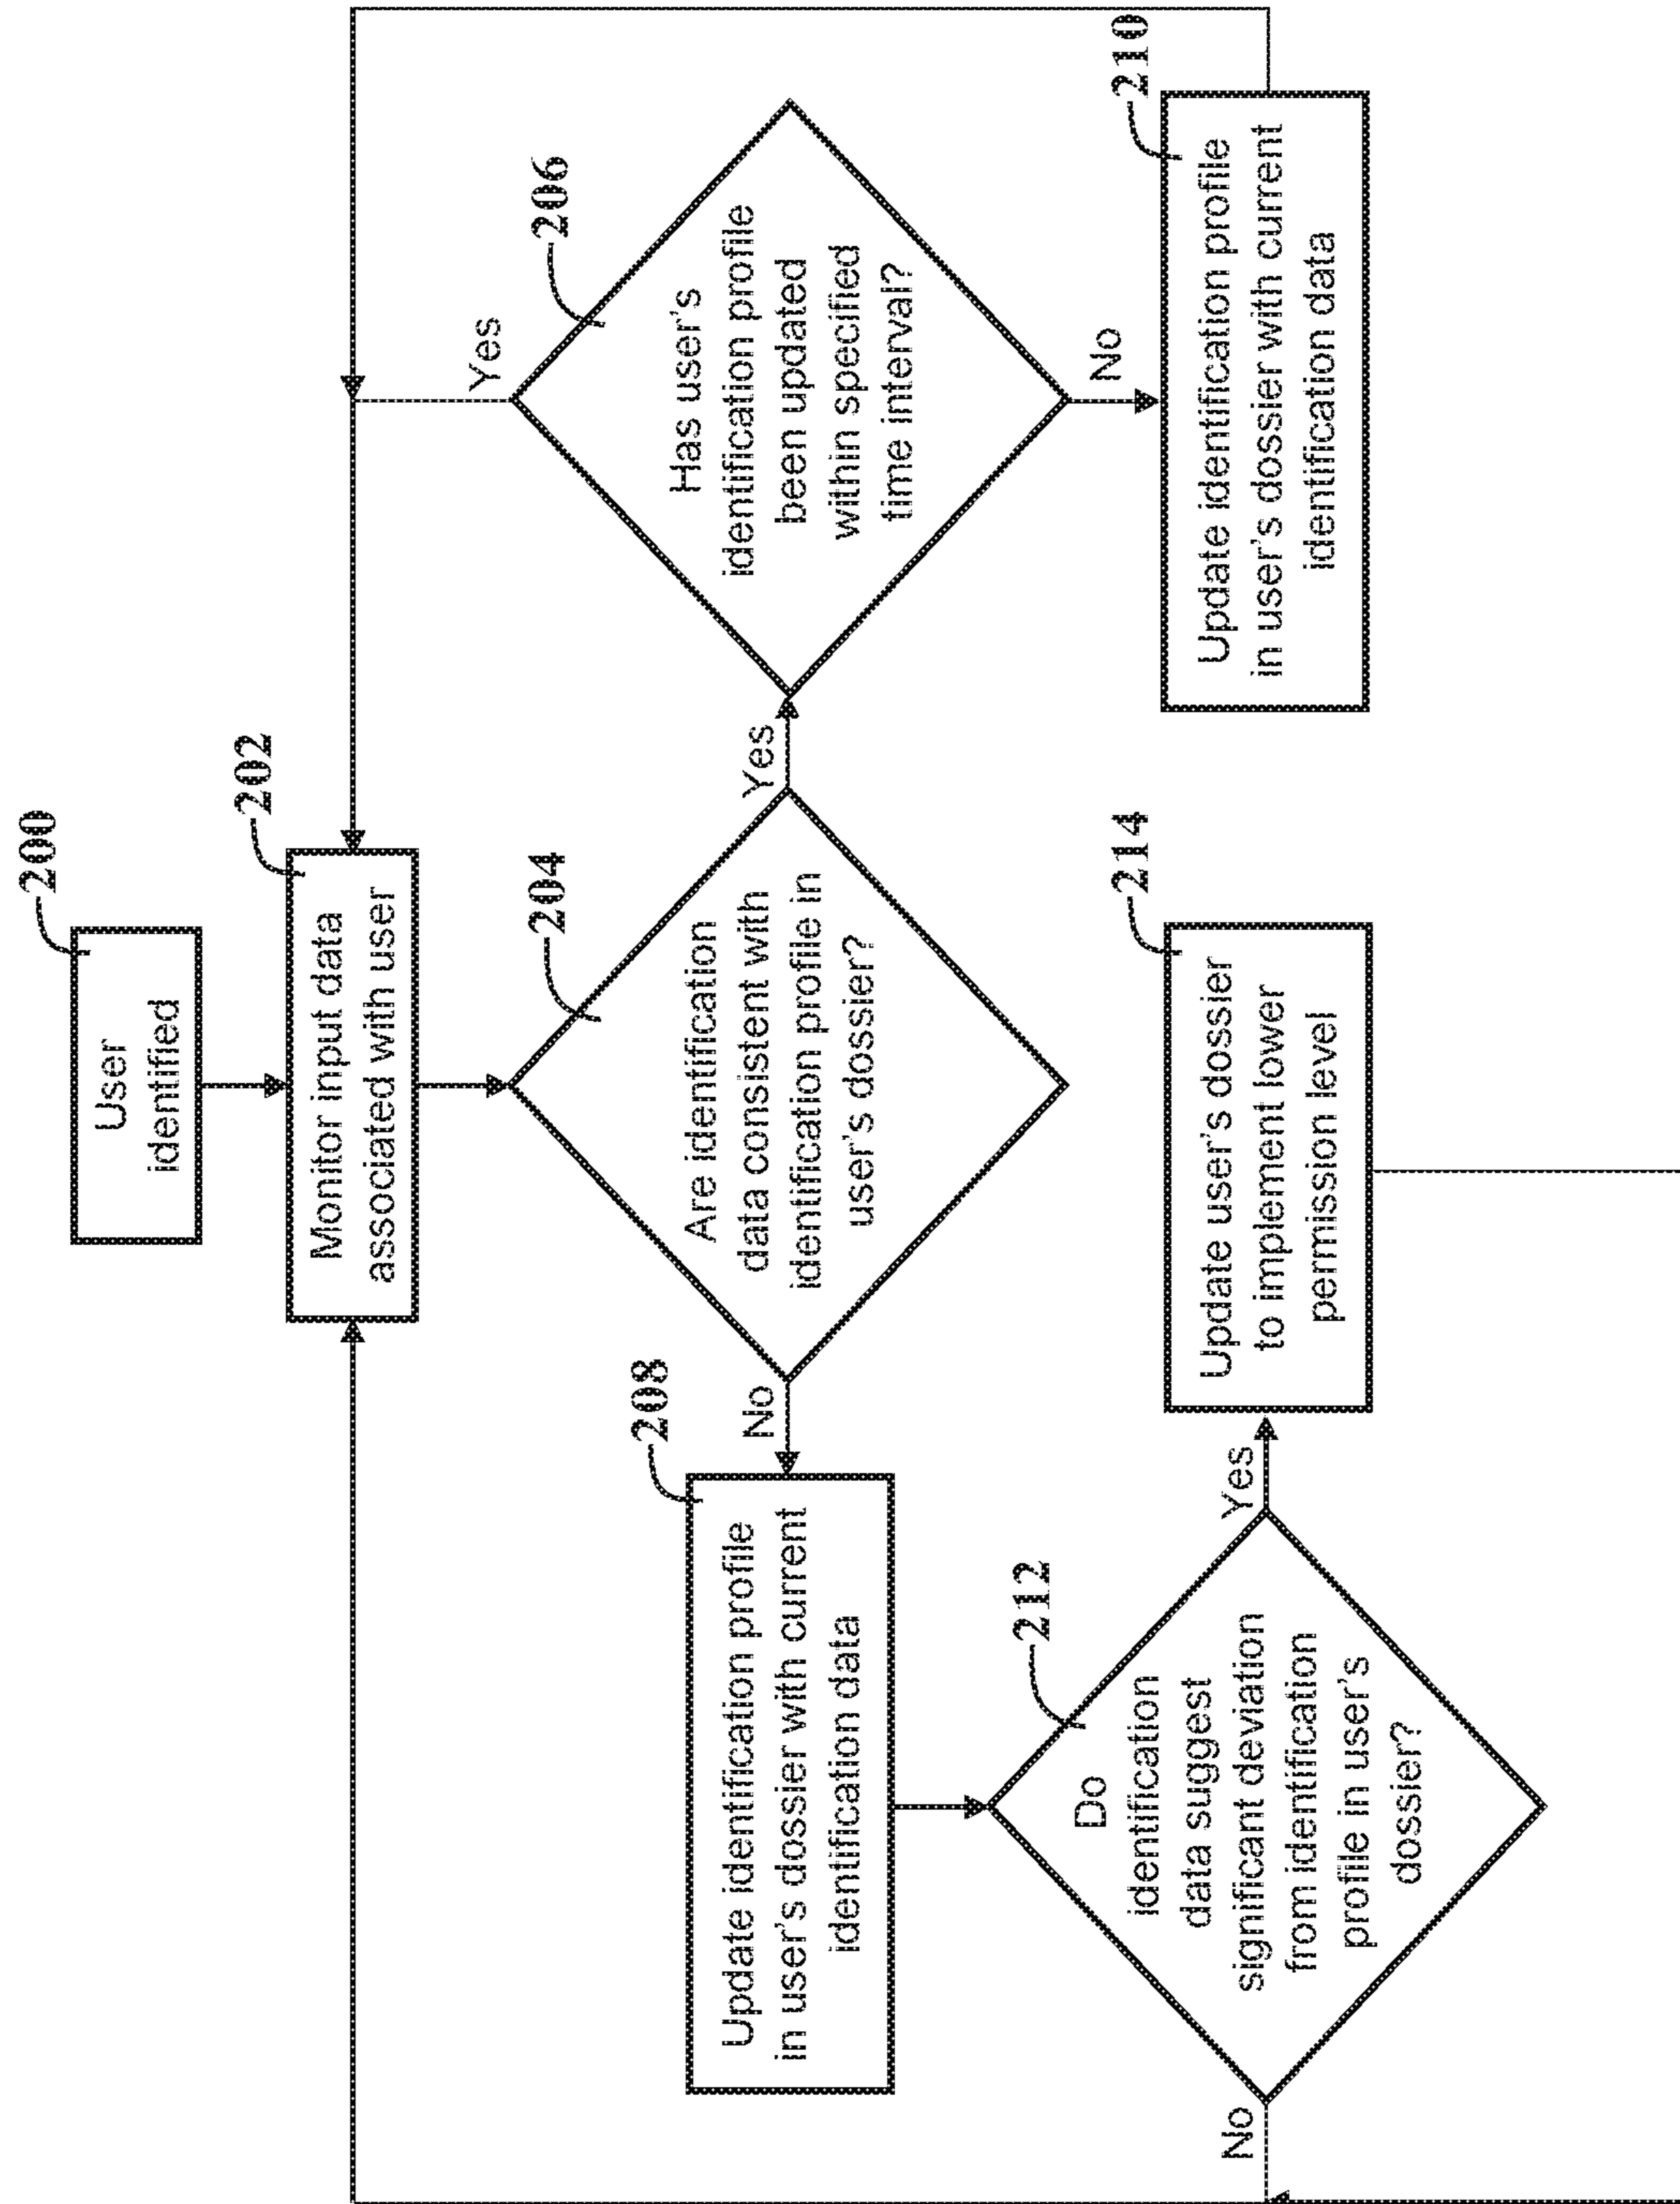 200
User
identified
202
Monitor input data
associated with user
204
Are identification
data consistent with
identification profile in
user's dossier?
Yes
206
Has user's
identification profile
been updated
within specified
time interval?
Yes
No
210
Update identification profile
in user's dossier with current
identification data
No
208
Update identification profile
in user's dossier with current
identification data
212
Do
identification
data suggest
significant deviation
from identification
profile in user's
dossier?
No
Yes
214
Update user's dossier
to implement lower
permission level